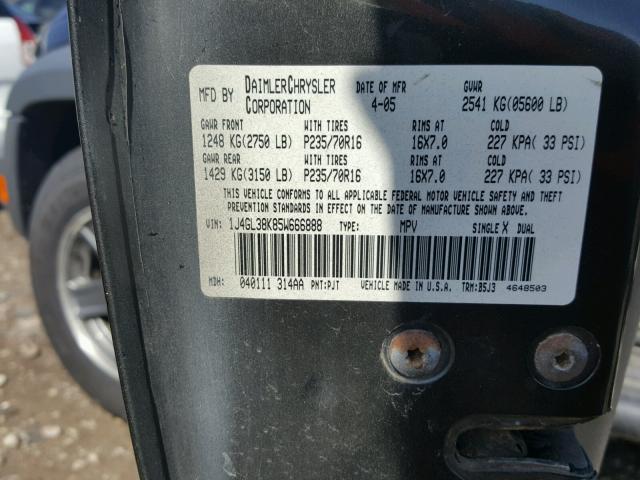 MFD BY DAIMLERCHRYSLER CORPORATION DATE OF MFR 4-05 GVWR 2541 KG(05600 LB)
GAWR FRONT WITH TIRES RIMS AT COLD
1248 KG(2750 LB) P235/70R16 16X7.0 227 KPA( 33 PSI)
GAWR REAR WITH TIRES RIMS AT COLD
1429 KG(3150 LB) P235/70R16 16X7.0 227 KPA( 33 PSI)
THIS VEHICLE CONFORMS TO ALL APPLICABLE FEDERAL MOTOR VEHICLE SAFETY AND THEFT
PREVENTION STANDARDS IN EFFECT ON THE DATE OF MANUFACTURE SHOWN ABOVE.
VIN: 1J4GL38K85W666888 TYPE: MPV SINGLE X DUAL
MDH: 040111 314AA PNT:PJT VEHICLE MADE IN U.S.A. TRM:B5J3 4648503